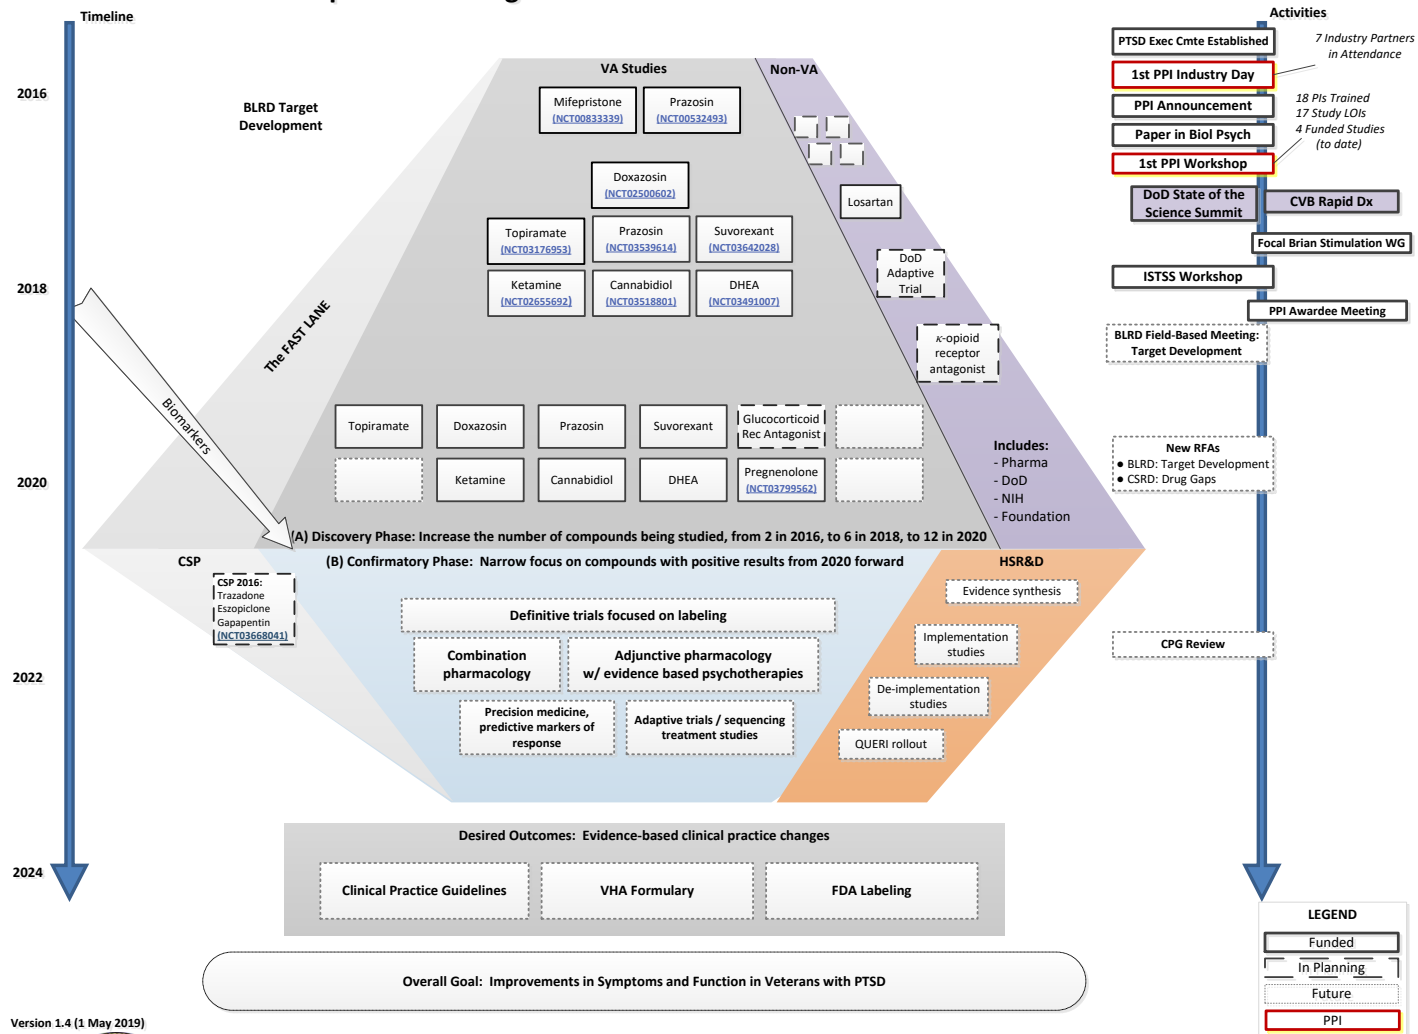 Timeline
Activities
2016
2018
2020
2022
2024
BLRD Target
Development
VA Studies
Non-VA
Mifepristone
(NCT00833339)
Prazosin
(NCT00532493)
Doxazosin
(NCT02500602)
Topiramate
(NCT03176953)
Prazosin
(NCT03539614)
Suvorexant
(NCT03642028)
Ketamine
(NCT02655692)
Cannabidiol
(NCT03518801)
DHEA
(NCT03491007)
Losartan
DoD
Adaptive
Trial
κ-opioid
receptor
antagonist
The FAST LANE
Biomarkers
Topiramate
Doxazosin
Prazosin
Suvorexant
Glucocorticoid
Rec Antagonist
Ketamine
Cannabidiol
DHEA
Pregnenolone
(NCT03799562)
Includes:
- Pharma
- DoD
- NIH
- Foundation
(A) Discovery Phase: Increase the number of compounds being studied, from 2 in 2016, to 6 in 2018, to 12 in 2020
CSP
(B) Confirmatory Phase: Narrow focus on compounds with positive results from 2020 forward
HSR&D
CSP 2016:
Trazadone
Eszopiclone
Gapapentin
(NCT03668041)
Definitive trials focused on labeling
Combination
pharmacology
Adjunctive pharmacology
w/ evidence based psychotherapies
Precision medicine,
predictive markers of
response
Adaptive trials / sequencing
treatment studies
Evidence synthesis
Implementation
studies
De-implementation
studies
QUERI rollout
Desired Outcomes: Evidence-based clinical practice changes
Clinical Practice Guidelines
VHA Formulary
FDA Labeling
Overall Goal: Improvements in Symptoms and Function in Veterans with PTSD
Version 1.4 (1 May 2019)
PTSD Exec Cmte Established
7 Industry Partners
in Attendance
1st PPI Industry Day
PPI Announcement
18 PIs Trained
17 Study LOIs
4 Funded Studies
(to date)
Paper in Biol Psych
1st PPI Workshop
DoD State of the
Science Summit
CVB Rapid Dx
Focal Brian Stimulation WG
ISTSS Workshop
PPI Awardee Meeting
BLRD Field-Based Meeting:
Target Development
New RFAs
● BLRD: Target Development
● CSRD: Drug Gaps
CPG Review
LEGEND
Funded
In Planning
Future
PPI